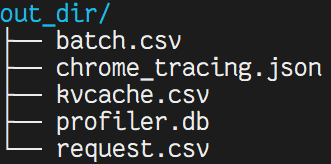 out_dir/
├── batch.csv
├── chrome_tracing.json
├── kvcache.csv
├── profiler.db
├── request.csv